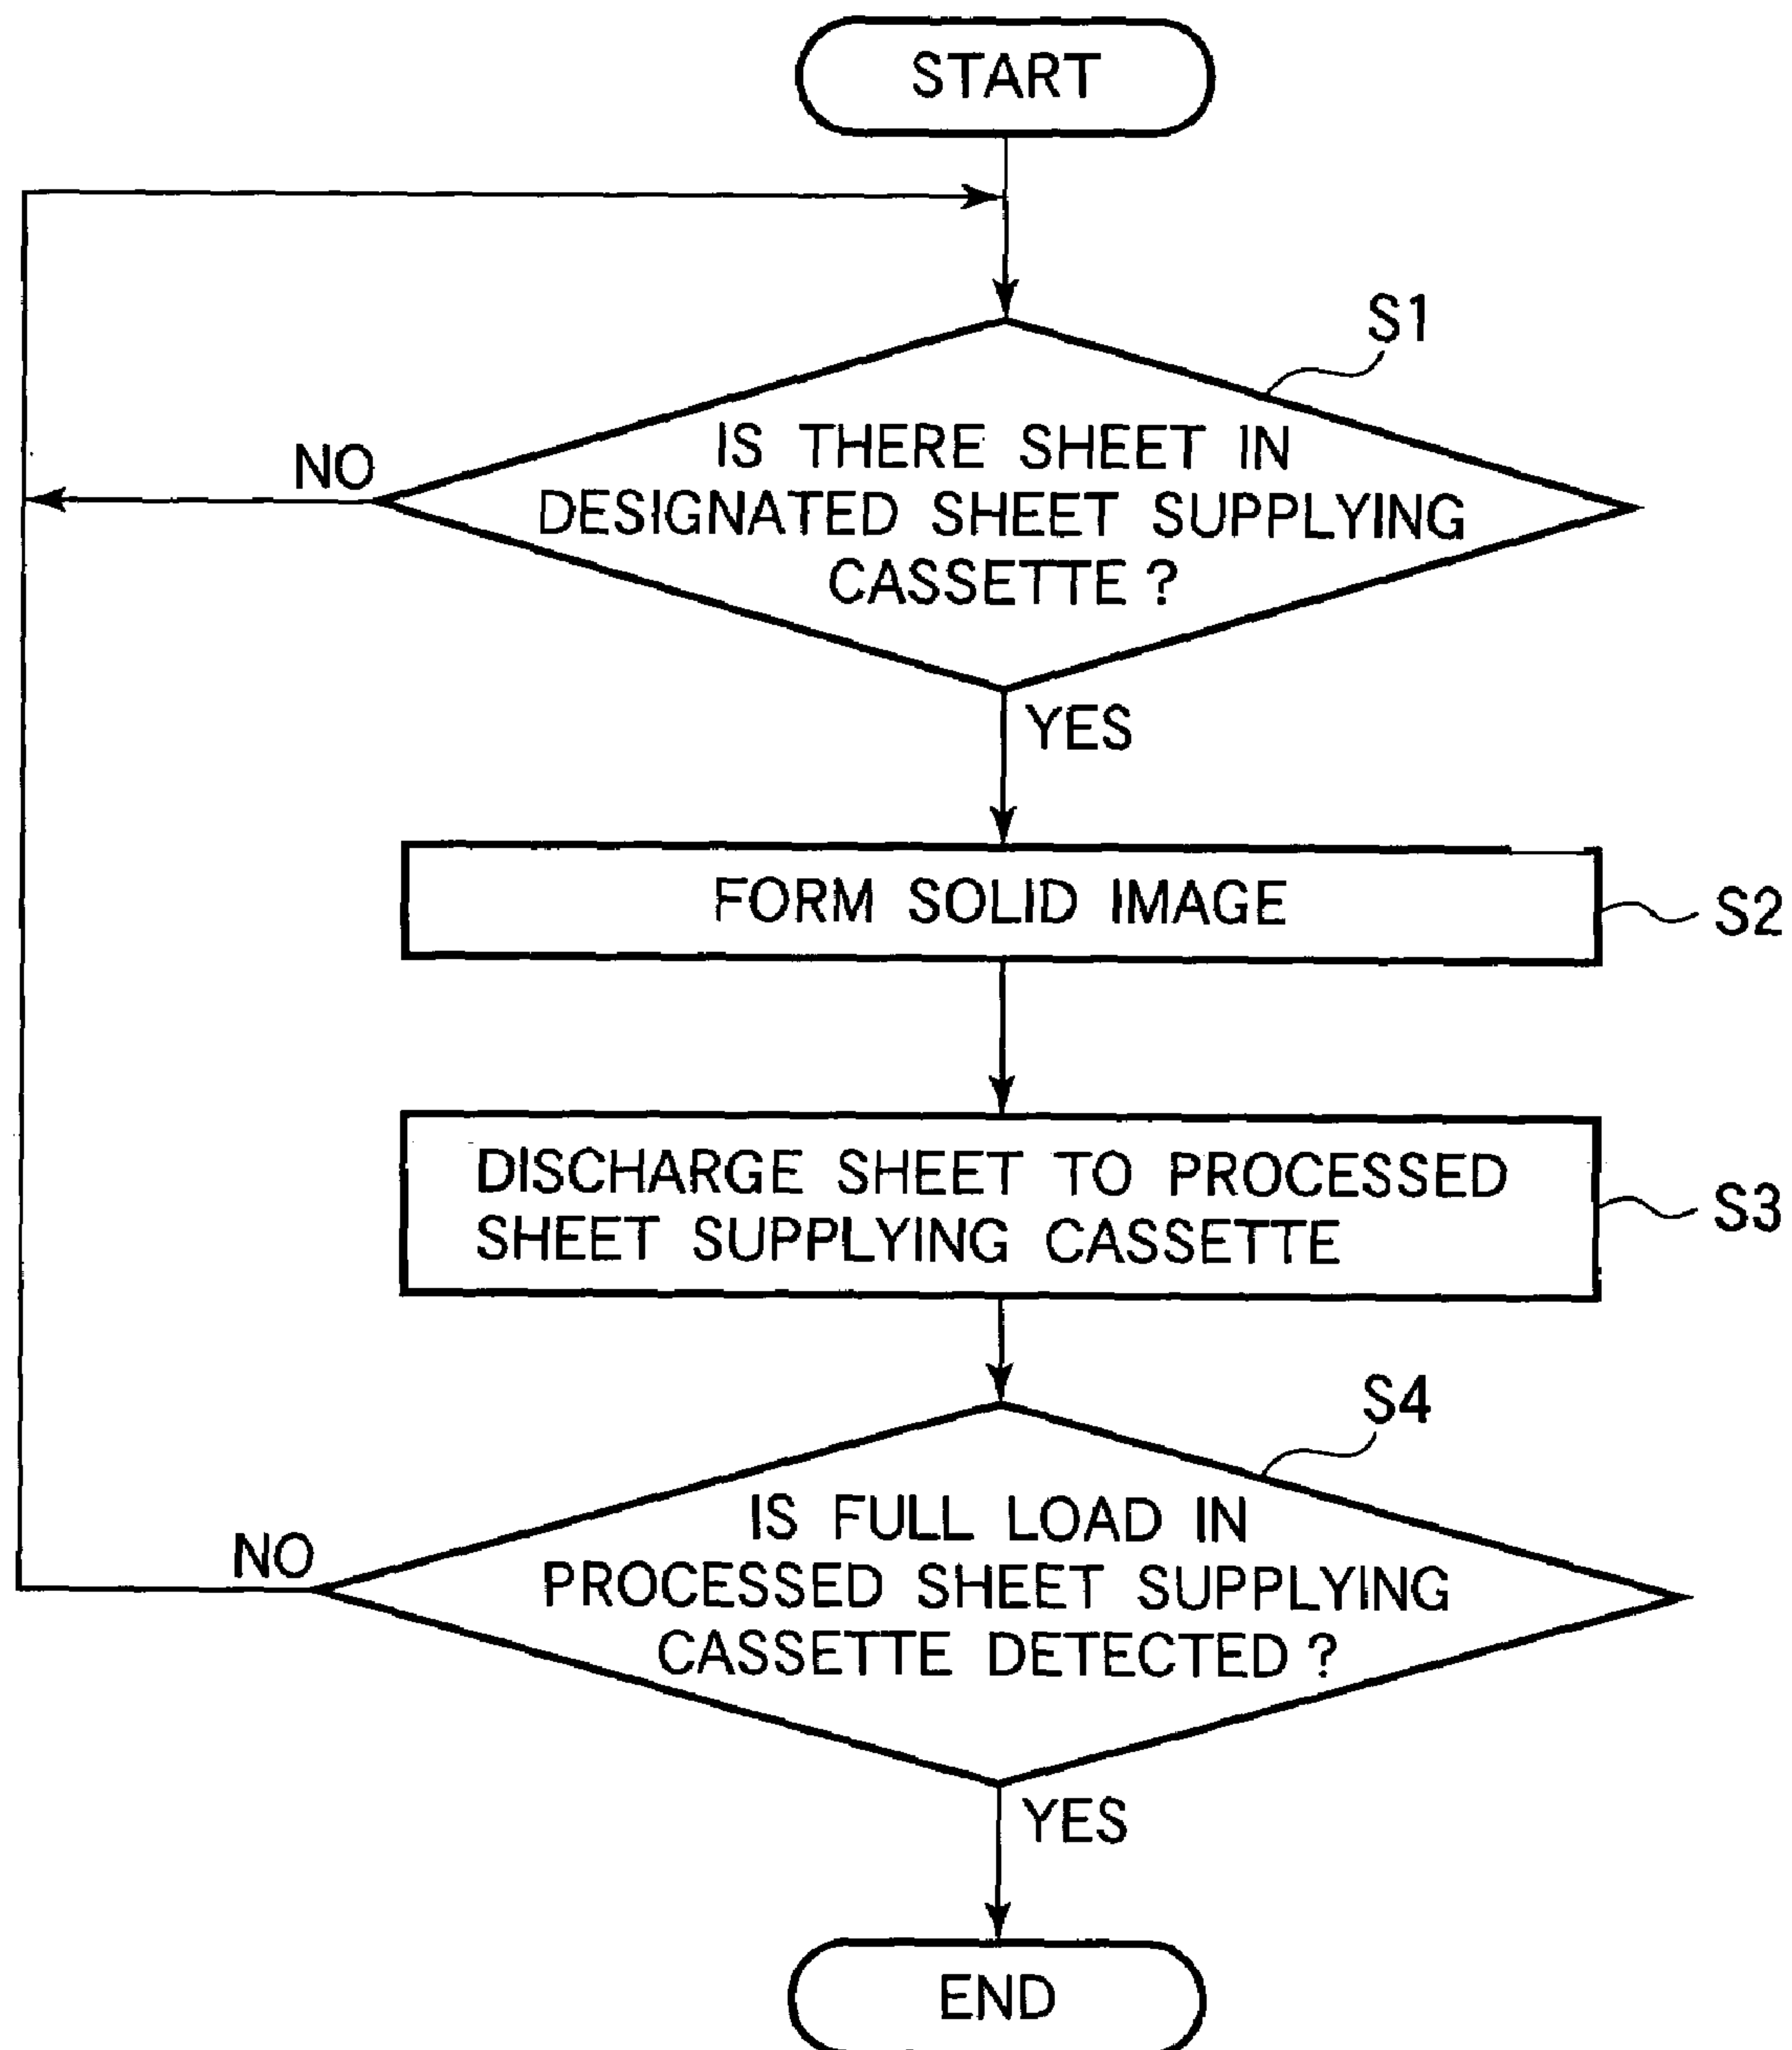 START
S1
IS THERE SHEET IN
DESIGNATED SHEET SUPPLYING
CASSETTE ?
NO
YES
FORM SOLID IMAGE
S2
DISCHARGE SHEET TO PROCESSED
SHEET SUPPLYING CASSETTE
S3
S4
IS FULL LOAD IN
PROCESSED SHEET SUPPLYING
CASSETTE DETECTED ?
NO
YES
END